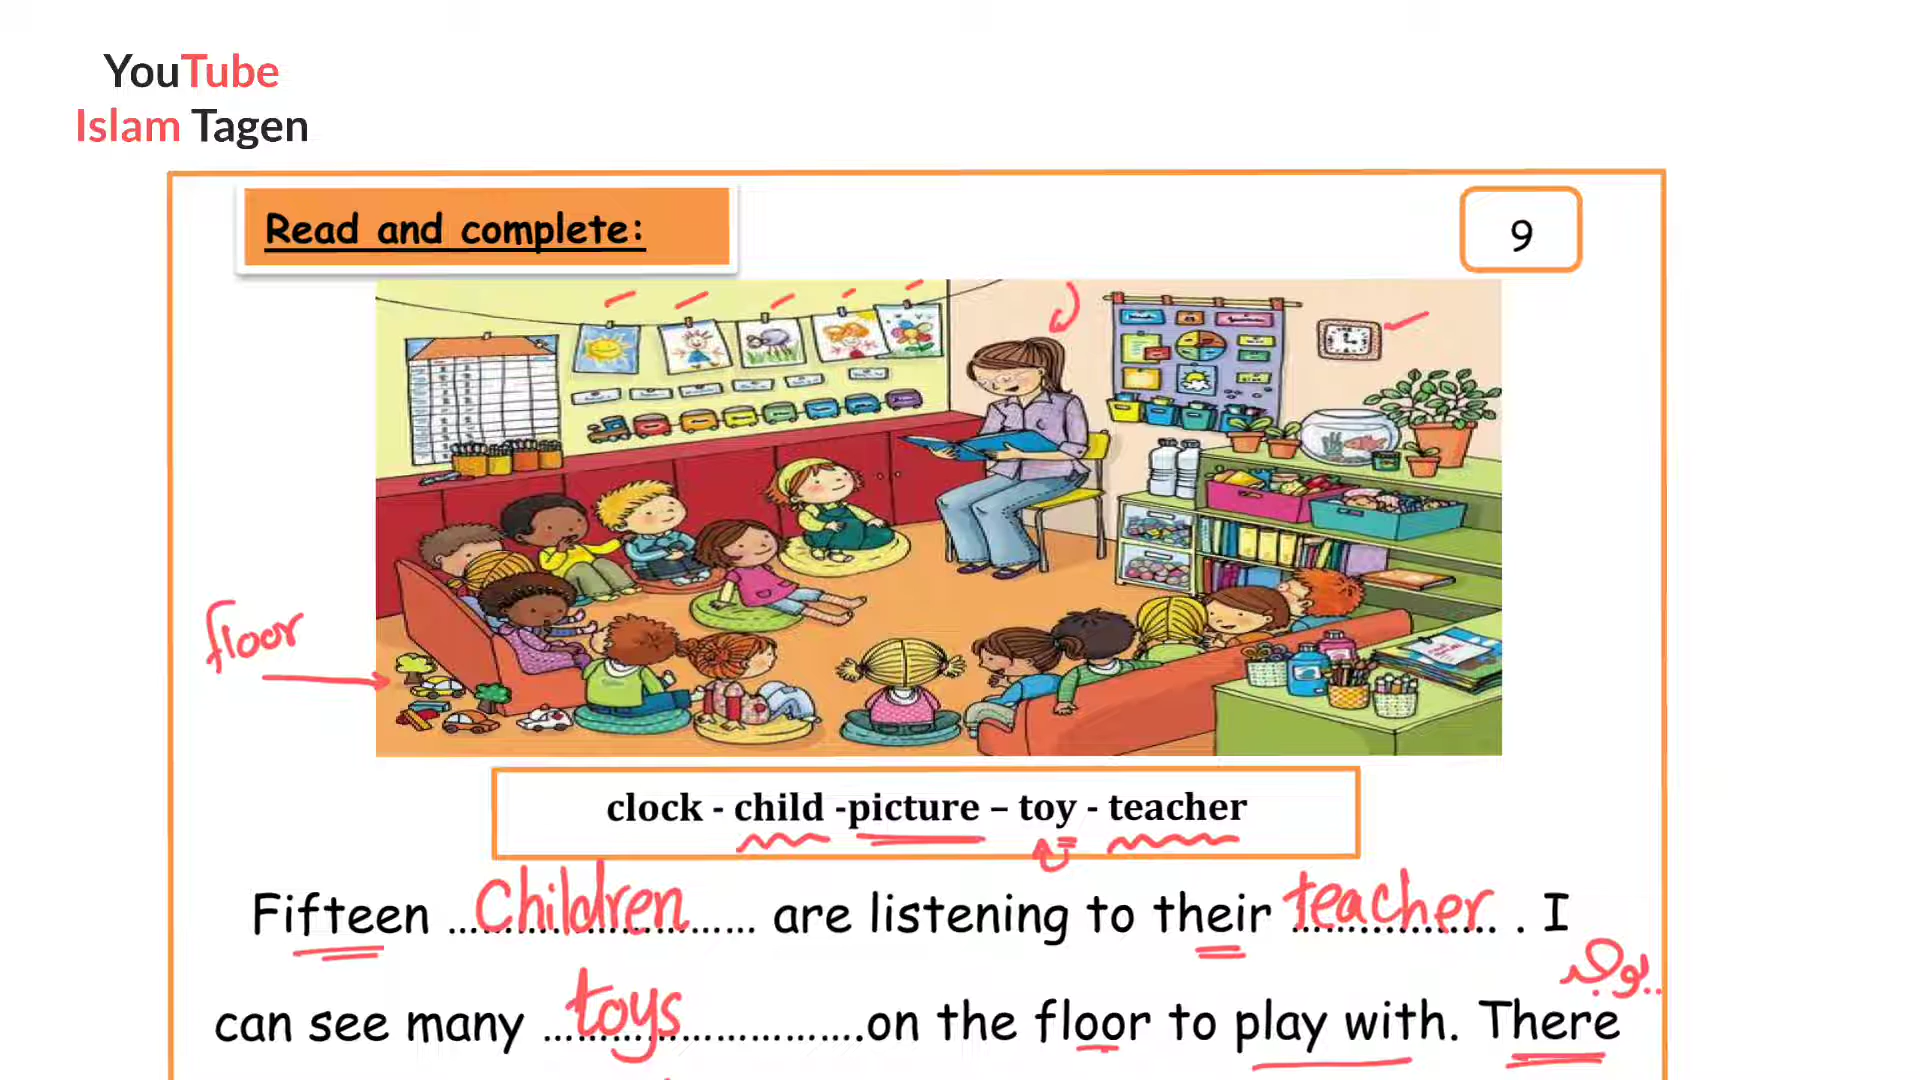 YouTube
Islam Tagen
Read and complete:
9
floor
clock - child -picture – toy - teacher
Fifteen ...Children... are listening to their teacher........ . I
يوجد
can see many ...toys.................on the floor to play with. There